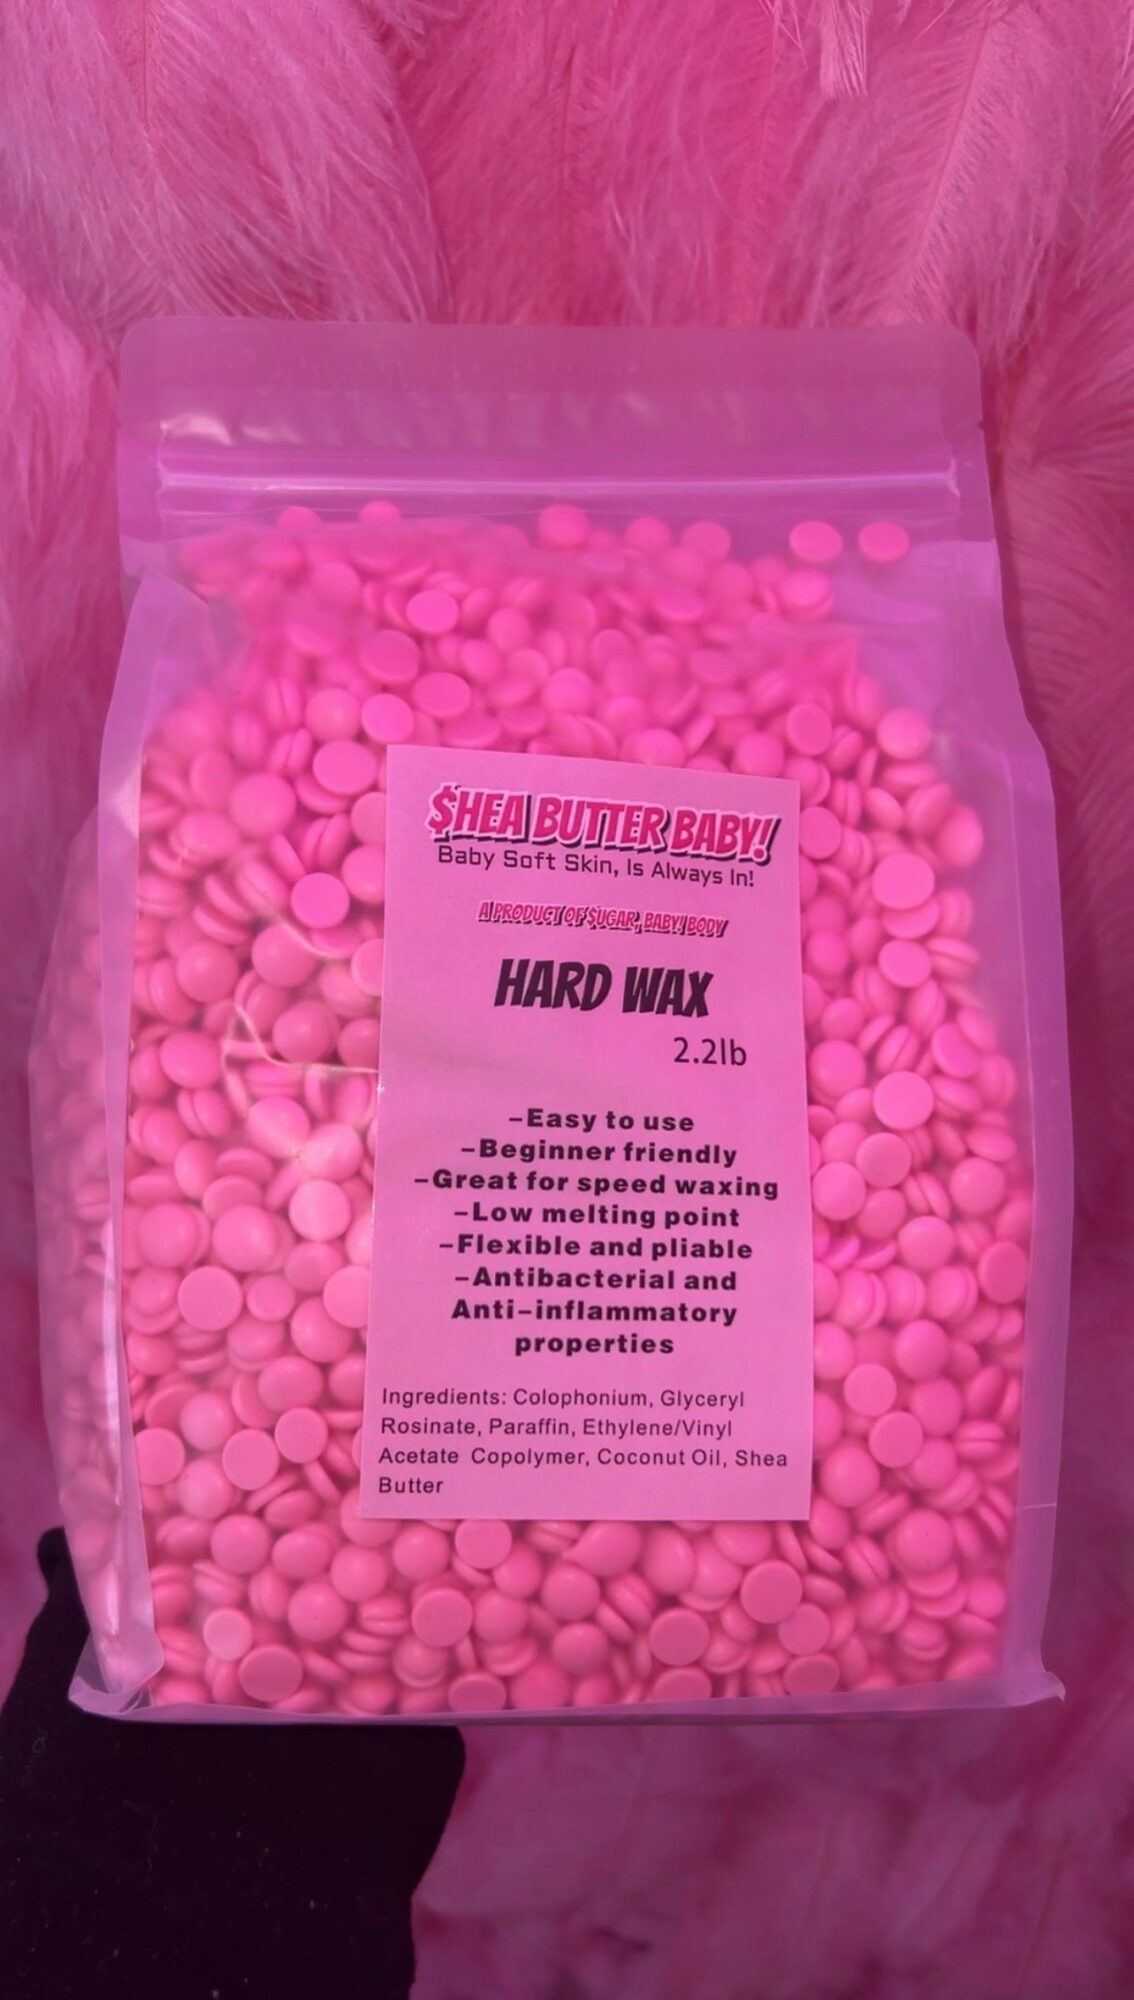 $HEA BUTTER BABY!
Baby Soft Skin, Is Always In!
A PRODUCT OF $UGAR, BABY! BODY
HARD WAX
2.2lb
-Easy to use
-Beginner friendly
-Great for speed waxing
-Low melting point
-Flexible and pliable
-Antibacterial and
Anti-inflammatory
properties
Ingredients: Colophonium, Glyceryl
Rosinate, Paraffin, Ethylene/Vinyl
Acetate Copolymer, Coconut Oil, Shea
Butter